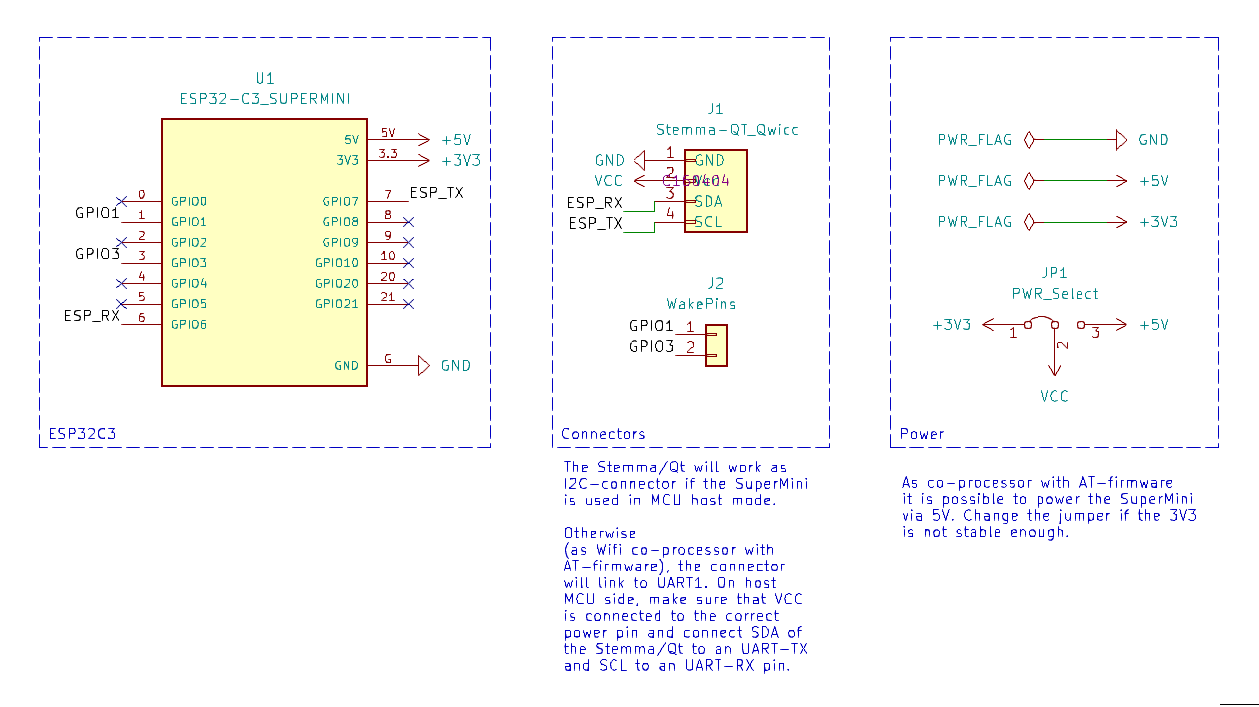 U1
ESP32-C3_SUPERMINI
5V
5V
+5V
3V3
3.3
+3V3
0
GPIO0
GPIO1
1
GPIO1
2
GPIO2
GPIO3
3
GPIO3
4
GPIO4
5
GPIO5
ESP_RX
6
GPIO6
GPIO7
7
ESP_TX
GPIO8
8
GPIO9
9
GPIO10
10
GPIO20
20
GPIO21
21
GND
G
GND
ESP32C3
J1
Stemma-QT_Qwicc
GND
1
GND
VCC
2
ESP_RX
3
SDA
ESP_TX
4
SCL
J2
WakePins
GPIO1
1
GPIO3
2
Connectors
The Stemma/Qt will work as
I2C-connector if the SuperMini
is used in MCU host mode.
Otherwise
(as Wifi co-processor with
AT-firmware), the connector
will link to UART1. On host
MCU side, make sure that VCC
is connected to the correct
power pin and connect SDA of
the Stemma/Qt to an UART-TX
and SCL to an UART-RX pin.
PWR_FLAG
GND
PWR_FLAG
+5V
PWR_FLAG
+3V3
JP1
PWR_Select
+3V3
1
2
3
+5V
VCC
Power
As co-processor with AT-firmware
it is possible to power the SuperMini
via 5V. Change the jumper if the 3V3
is not stable enough.